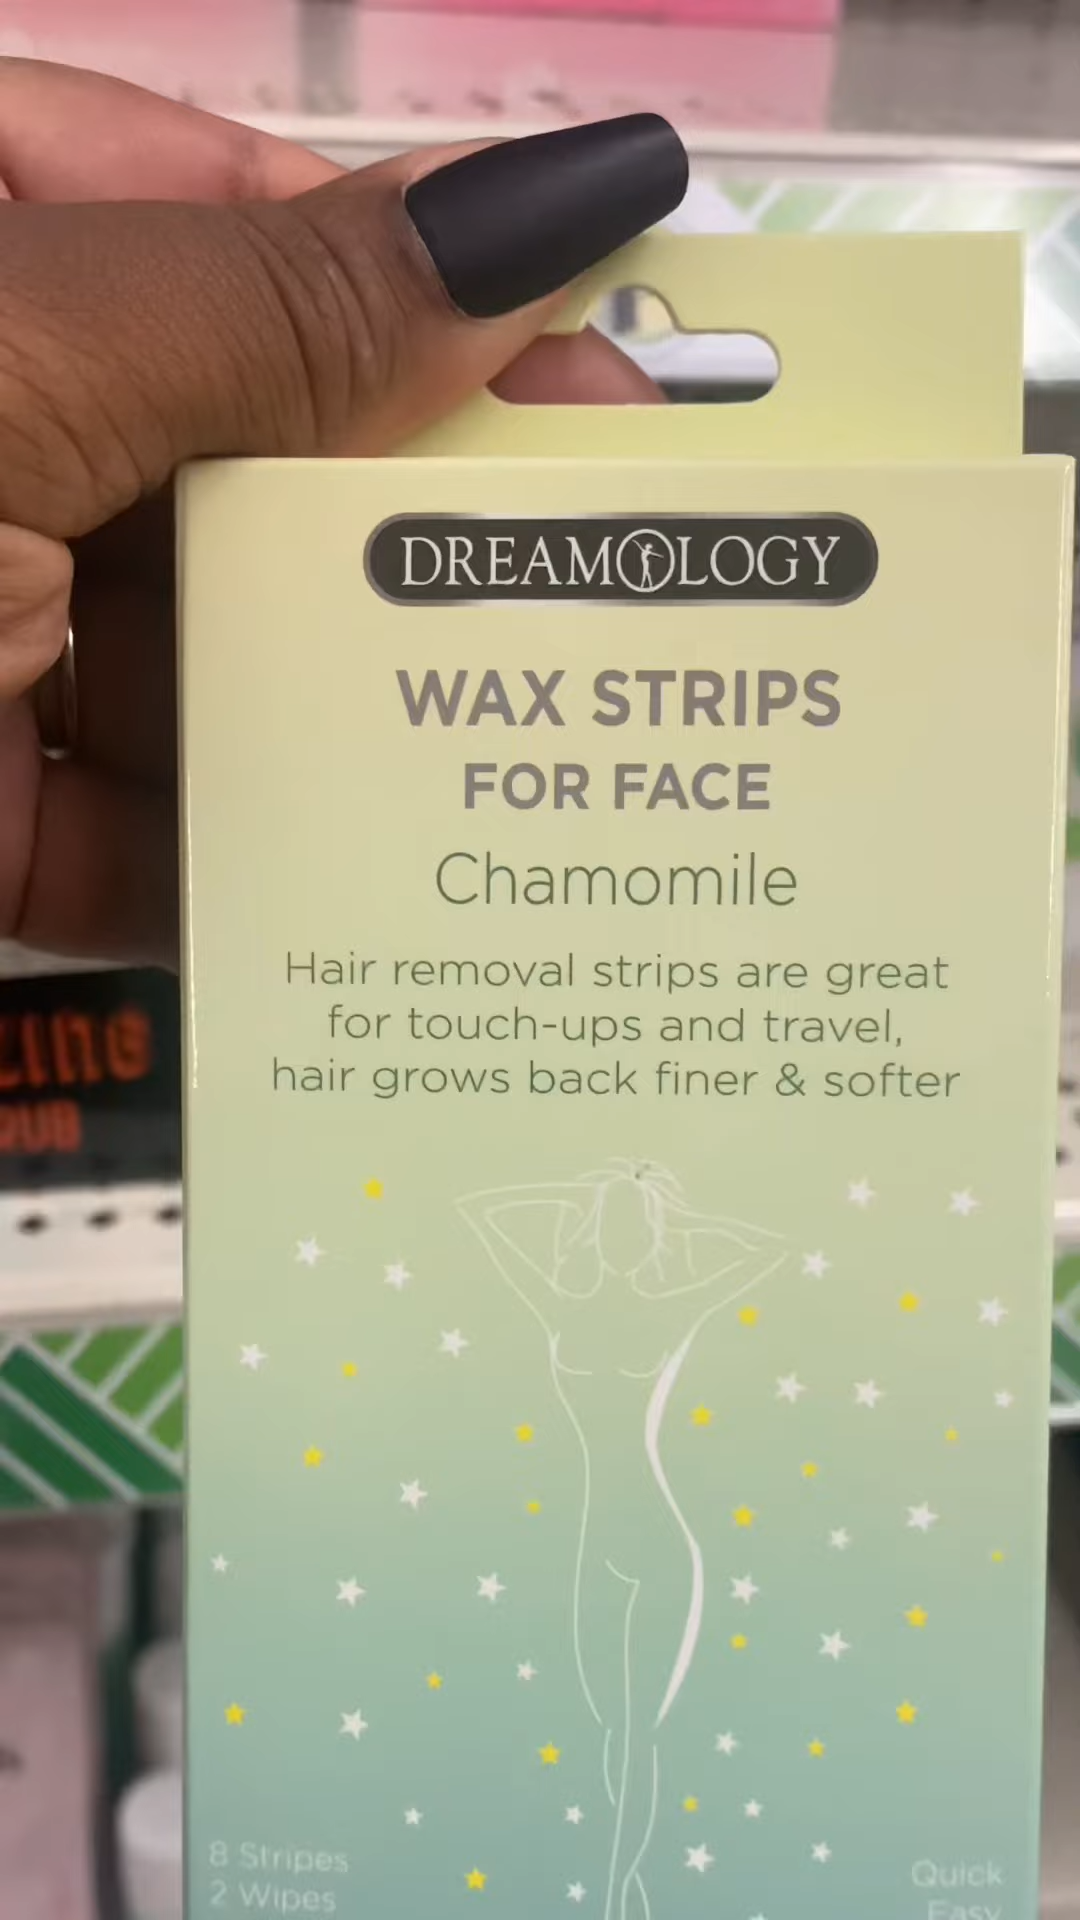 DREAMOLOGY
WAX STRIPS
FOR FACE
Chamomile
Hair removal strips are great
for touch-ups and travel,
hair grows back finer & softer
8 Stripes
2 Wipes
Quick
Easy